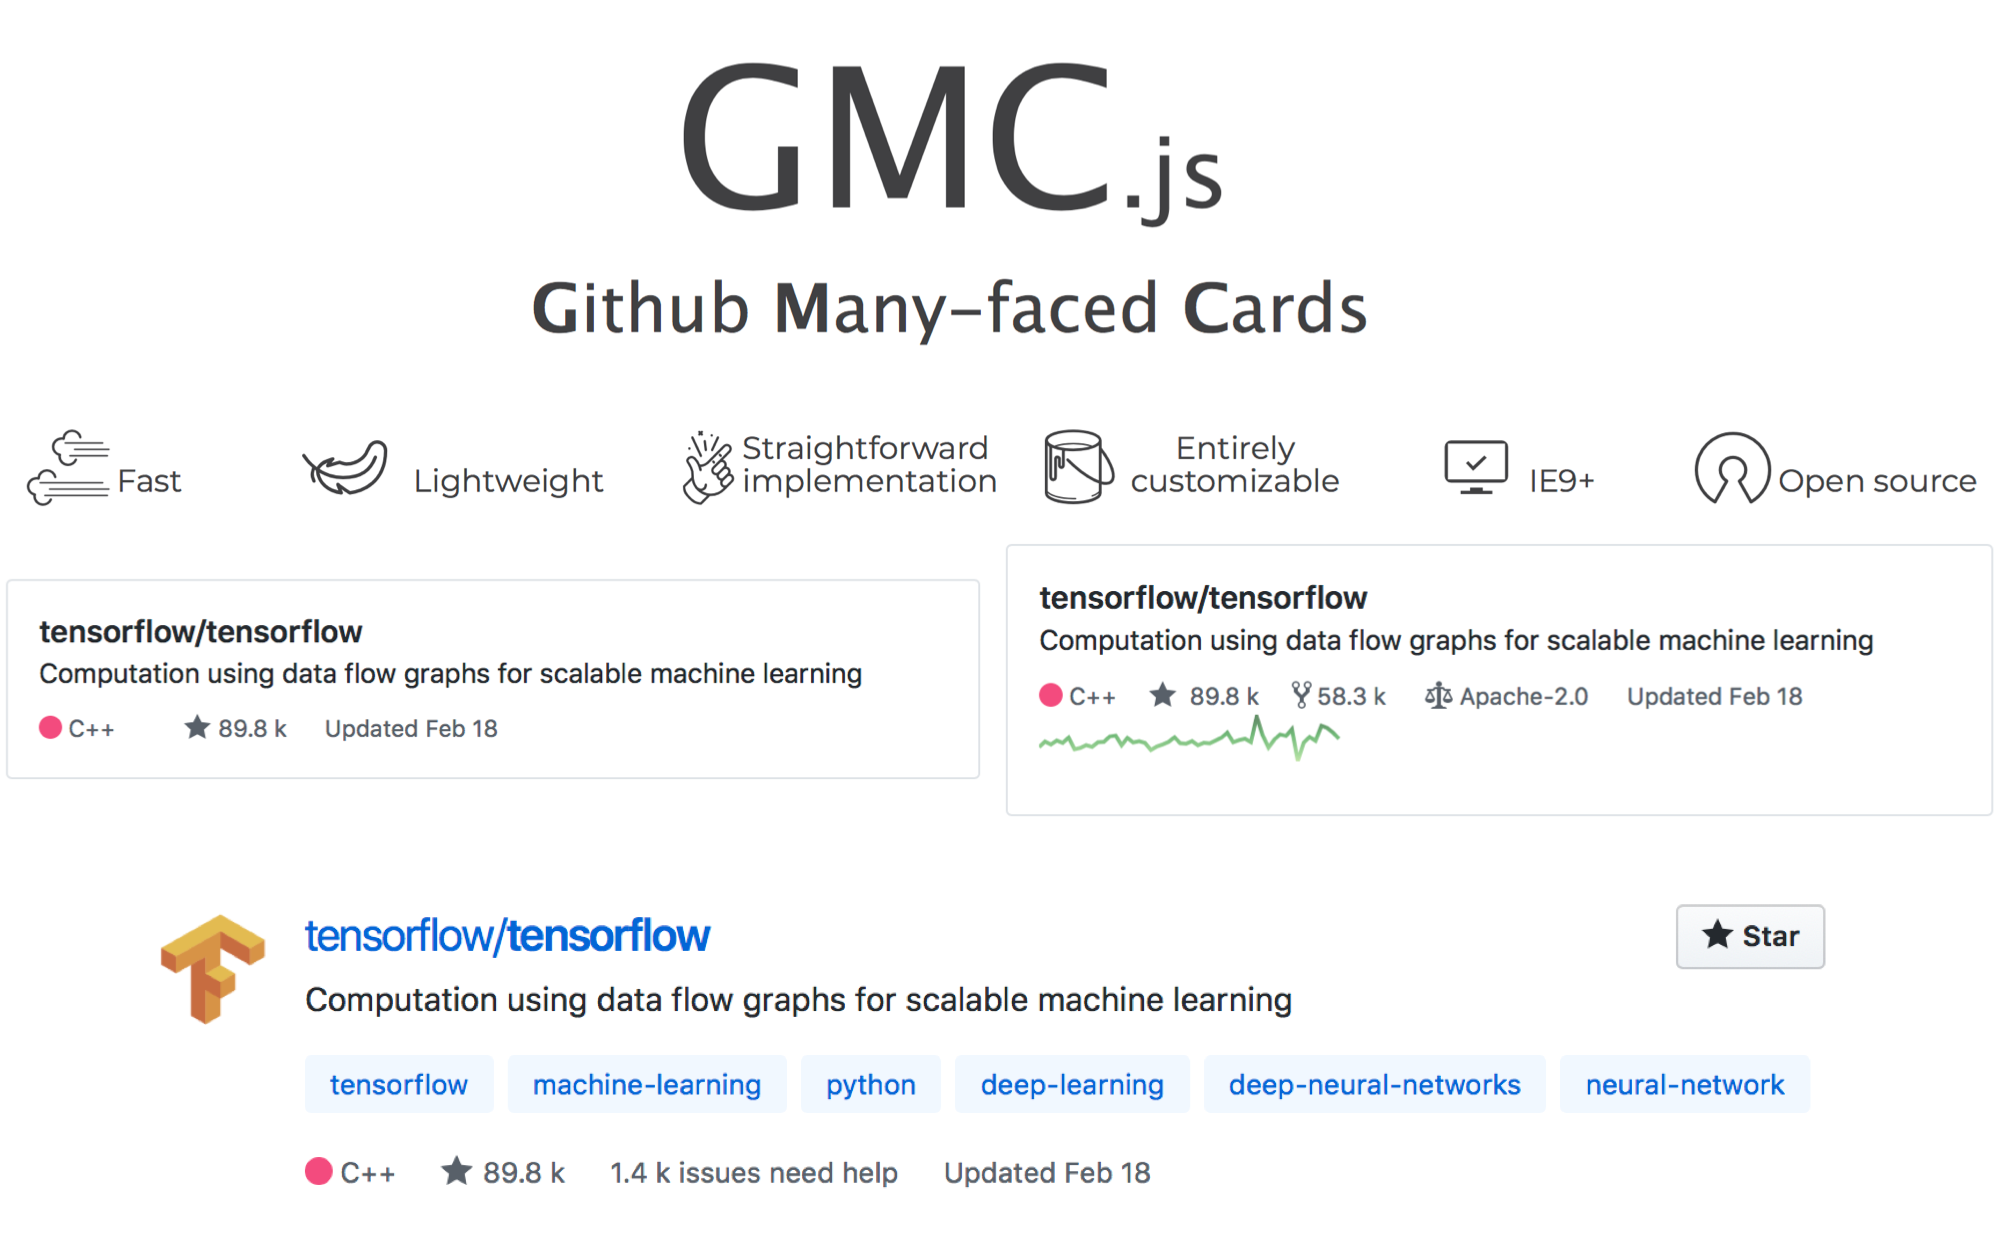 GMC.js
Github Many-faced Cards
Fast
Lightweight
Straightforward
implementation
Entirely
customizable
IE9+
Open source
tensorflow/tensorflow
Computation using data flow graphs for scalable machine learning
C++ 89.8 k Updated Feb 18
tensorflow/tensorflow
Computation using data flow graphs for scalable machine learning
C++ 89.8 k 58.3 k Apache-2.0 Updated Feb 18
tensorflow/tensorflow
Star
Computation using data flow graphs for scalable machine learning
tensorflow machine-learning python deep-learning deep-neural-networks neural-network
C++ 89.8 k 1.4 k issues need help Updated Feb 18